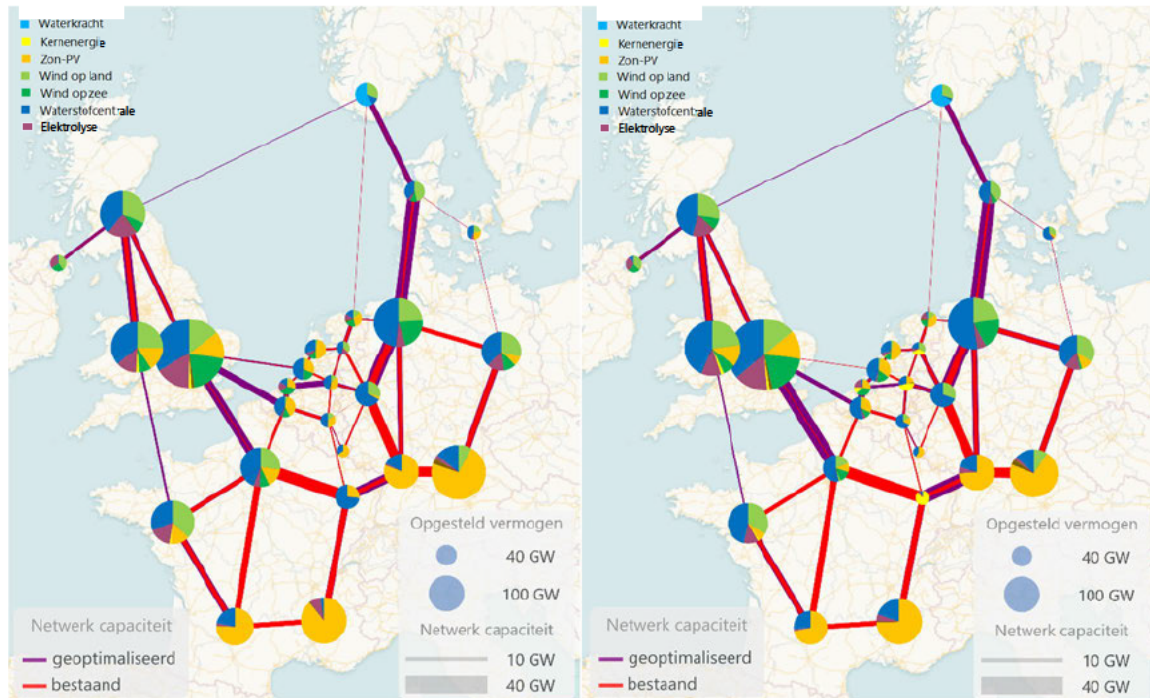 Waterkracht
Kernenergie
Zon-PV
Wind op land
Wind op zee
Waterstofcentrale
Elektrolyse
Opgesteld vermogen
40 GW
100 GW
Netwerk capaciteit
10 GW
40 GW
Netwerk capaciteit
geoptimaliseerd
bestaand
Waterkracht
Kernenergie
Zon-PV
Wind op land
Wind op zee
Waterstofcentrale
Elektrolyse
Opgesteld vermogen
40 GW
100 GW
Netwerk capaciteit
10 GW
40 GW
Netwerk capaciteit
geoptimaliseerd
bestaand